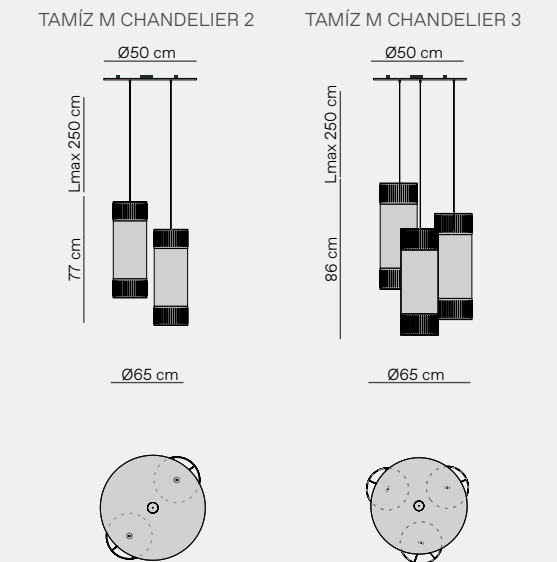 TAMÍZ M CHANDELIER 2
Ø50 cm
Lmax 250 cm
77 cm
Ø65 cm
TAMÍZ M CHANDELIER 3
Ø50 cm
Lmax 250 cm
86 cm
Ø65 cm